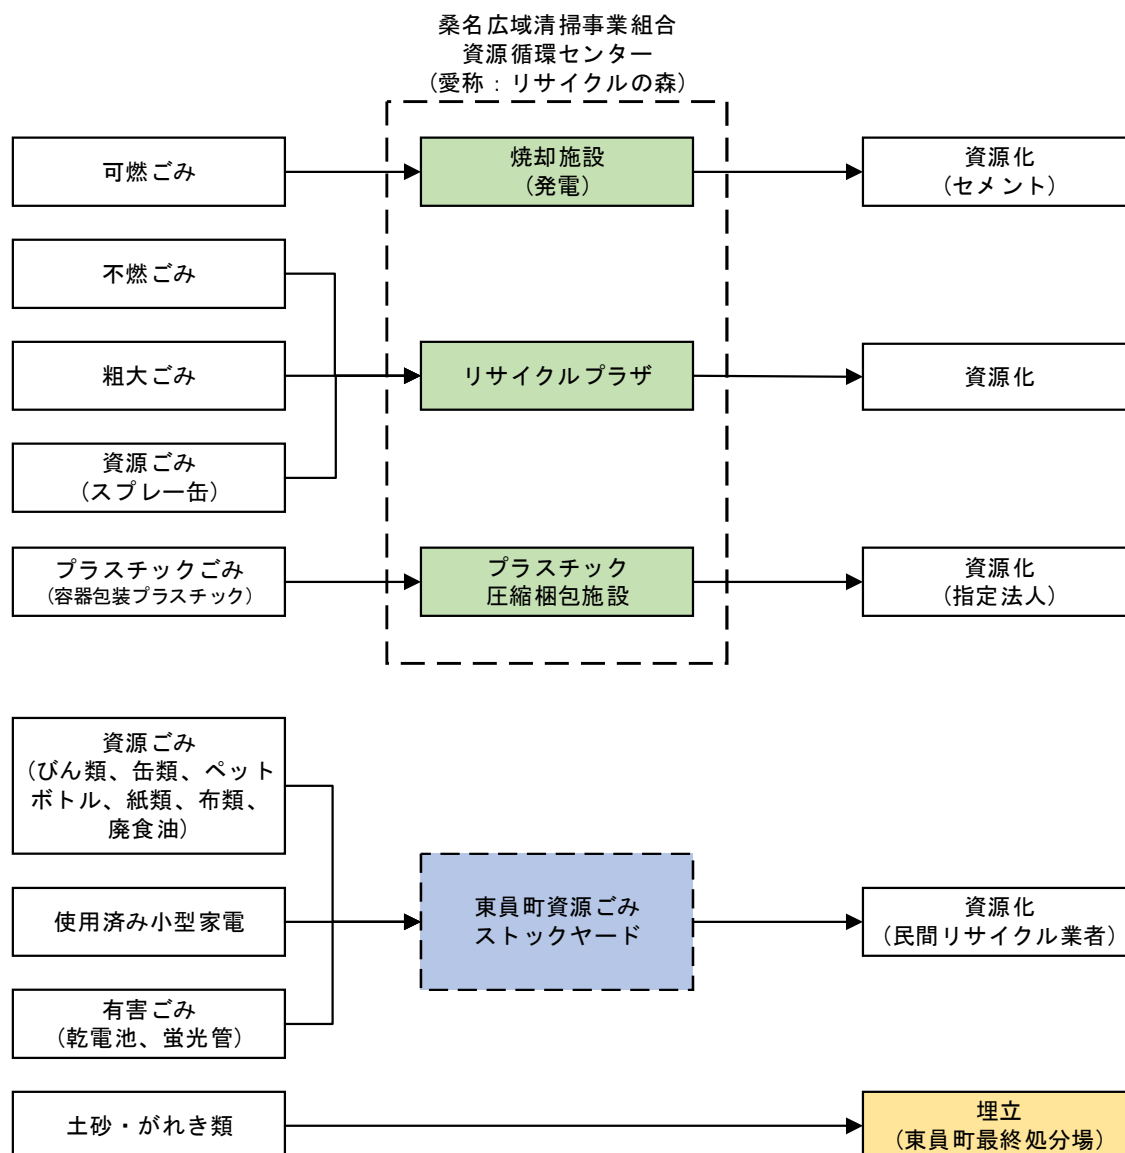 桑名広域清掃事業組合
資源循環センター
(愛称：リサイクルの森)
可燃ごみ
焼却施設
(発電)
資源化
(セメント)
不燃ごみ
粗大ごみ
リサイクルプラザ
資源化
資源ごみ
(スプレー缶)
プラスチックごみ
(容器包装プラスチック)
プラスチック
圧縮梱包施設
資源化
(指定法人)
資源ごみ
(びん類、缶類、ペット
ボトル、紙類、布類、
廃食油)
使用済み小型家電
東員町資源ごみ
ストックヤード
資源化
(民間リサイクル業者)
有害ごみ
(乾電池、蛍光管)
土砂・がれき類
埋立
(東員町最終処分場)